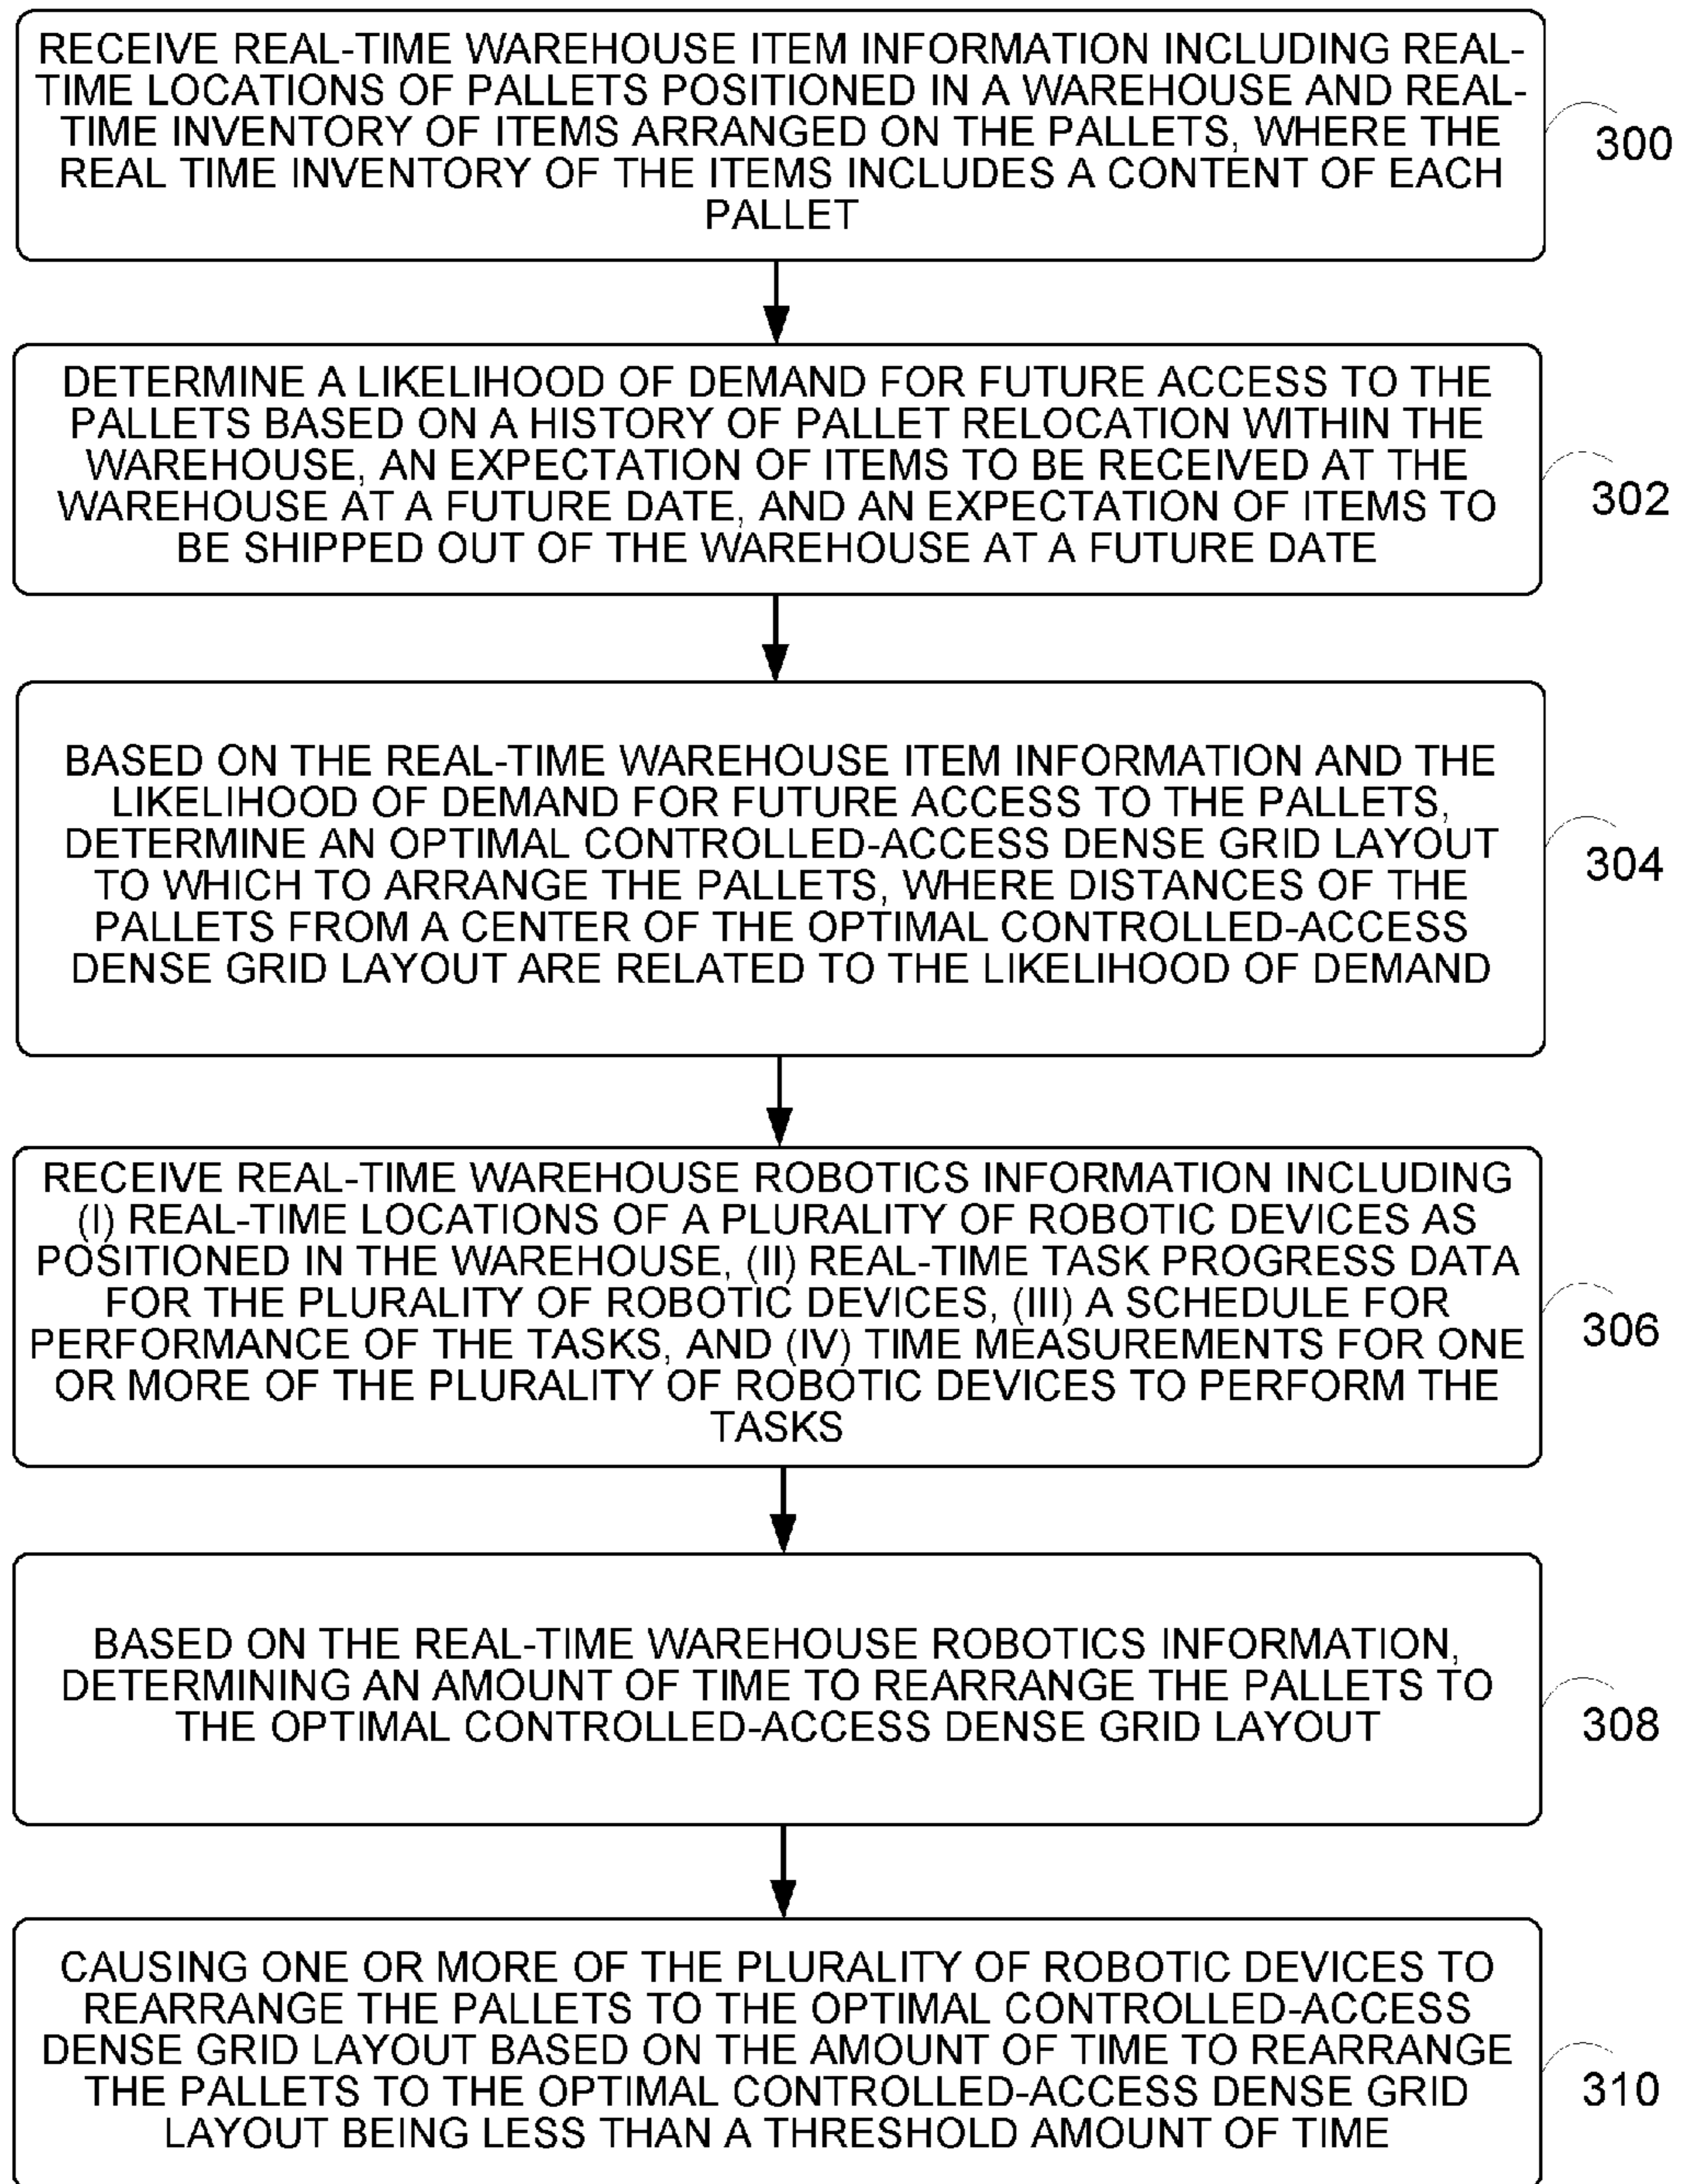 RECEIVE REAL-TIME WAREHOUSE ITEM INFORMATION INCLUDING REAL-
TIME LOCATIONS OF PALLETS POSITIONED IN A WAREHOUSE AND REAL-
TIME INVENTORY OF ITEMS ARRANGED ON THE PALLETS, WHERE THE
REAL TIME INVENTORY OF THE ITEMS INCLUDES A CONTENT OF EACH
PALLET
300
DETERMINE A LIKELIHOOD OF DEMAND FOR FUTURE ACCESS TO THE
PALLETS BASED ON A HISTORY OF PALLET RELOCATION WITHIN THE
WAREHOUSE, AN EXPECTATION OF ITEMS TO BE RECEIVED AT THE
WAREHOUSE AT A FUTURE DATE, AND AN EXPECTATION OF ITEMS TO
BE SHIPPED OUT OF THE WAREHOUSE AT A FUTURE DATE
302
BASED ON THE REAL-TIME WAREHOUSE ITEM INFORMATION AND THE
LIKELIHOOD OF DEMAND FOR FUTURE ACCESS TO THE PALLETS,
DETERMINE AN OPTIMAL CONTROLLED-ACCESS DENSE GRID LAYOUT
TO WHICH TO ARRANGE THE PALLETS, WHERE DISTANCES OF THE
PALLETS FROM A CENTER OF THE OPTIMAL CONTROLLED-ACCESS
DENSE GRID LAYOUT ARE RELATED TO THE LIKELIHOOD OF DEMAND
304
RECEIVE REAL-TIME WAREHOUSE ROBOTICS INFORMATION INCLUDING
(I) REAL-TIME LOCATIONS OF A PLURALITY OF ROBOTIC DEVICES AS
POSITIONED IN THE WAREHOUSE, (II) REAL-TIME TASK PROGRESS DATA
FOR THE PLURALITY OF ROBOTIC DEVICES, (III) A SCHEDULE FOR
PERFORMANCE OF THE TASKS, AND (IV) TIME MEASUREMENTS FOR ONE
OR MORE OF THE PLURALITY OF ROBOTIC DEVICES TO PERFORM THE
TASKS
306
BASED ON THE REAL-TIME WAREHOUSE ROBOTICS INFORMATION,
DETERMINING AN AMOUNT OF TIME TO REARRANGE THE PALLETS TO
THE OPTIMAL CONTROLLED-ACCESS DENSE GRID LAYOUT
308
CAUSING ONE OR MORE OF THE PLURALITY OF ROBOTIC DEVICES TO
REARRANGE THE PALLETS TO THE OPTIMAL CONTROLLED-ACCESS
DENSE GRID LAYOUT BASED ON THE AMOUNT OF TIME TO REARRANGE
THE PALLETS TO THE OPTIMAL CONTROLLED-ACCESS DENSE GRID
LAYOUT BEING LESS THAN A THRESHOLD AMOUNT OF TIME
310